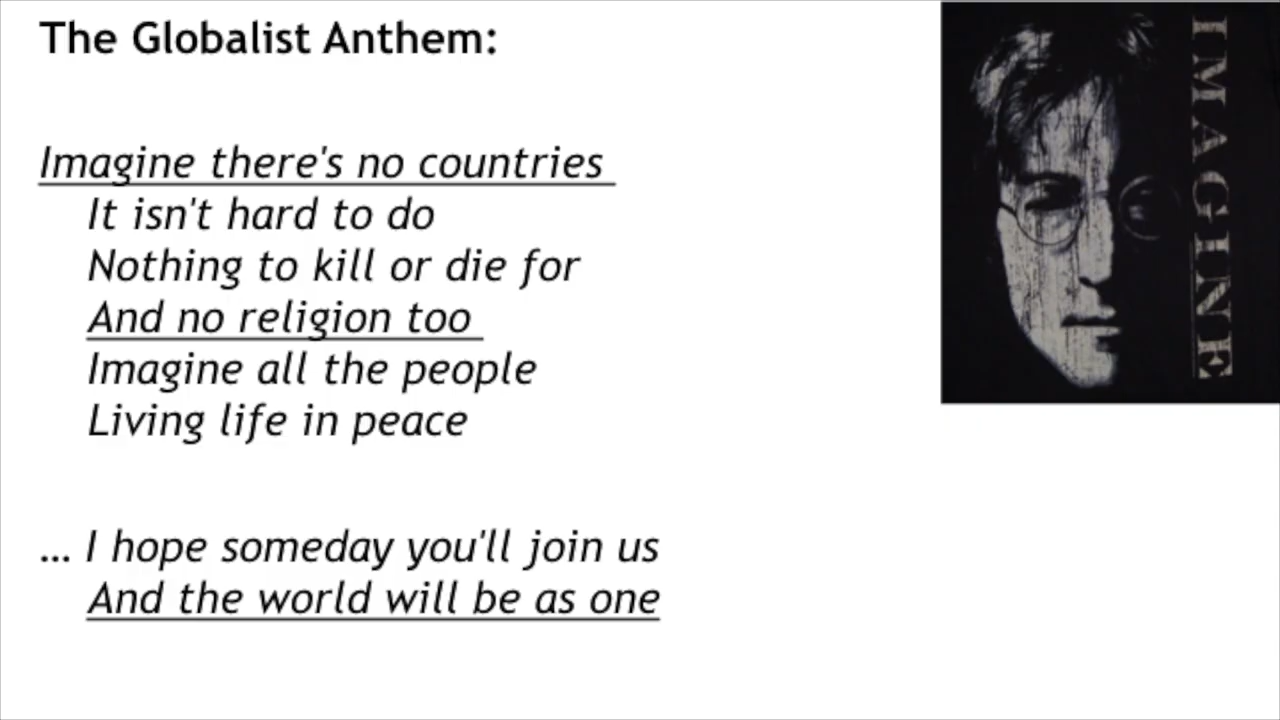 The Globalist Anthem:
Imagine there's no countries
It isn't hard to do
Nothing to kill or die for
And no religion too
Imagine all the people
Living life in peace
... I hope someday you'll join us
And the world will be as one
IMAGINE